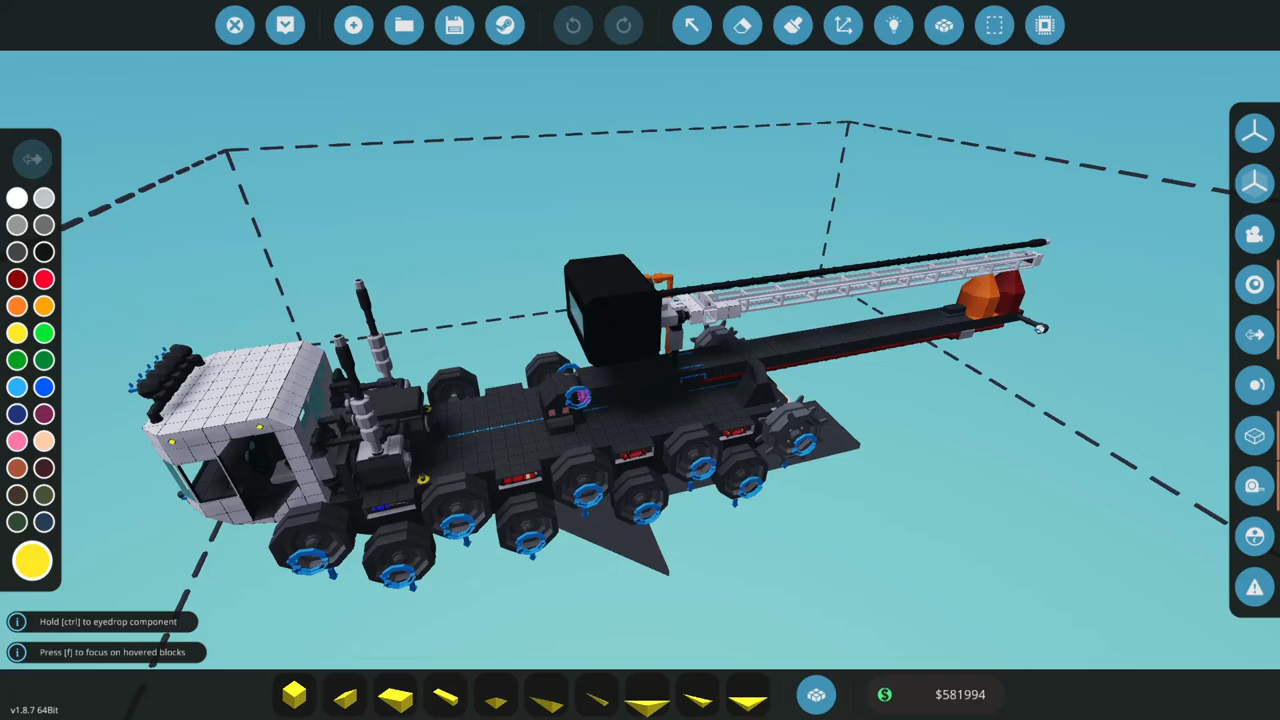 Hold [ctrl] to eyedrop component
Press [f] to focus on hovered blocks
v1.8.7 64Bit
$581994